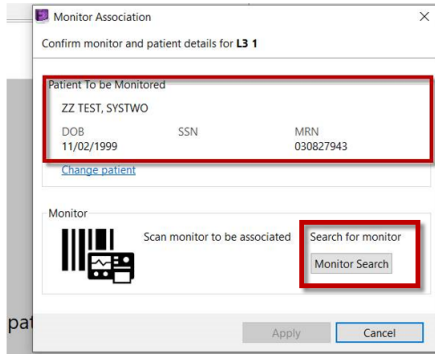 Monitor Association
Confirm monitor and patient details for L3 1
Patient To be Monitored
ZZ TEST, SYSTWO
DOB SSN MRN
11/02/1999 030827943
Change patient
Monitor
Scan monitor to be associated Search for monitor
Monitor Search
pat
Apply Cancel